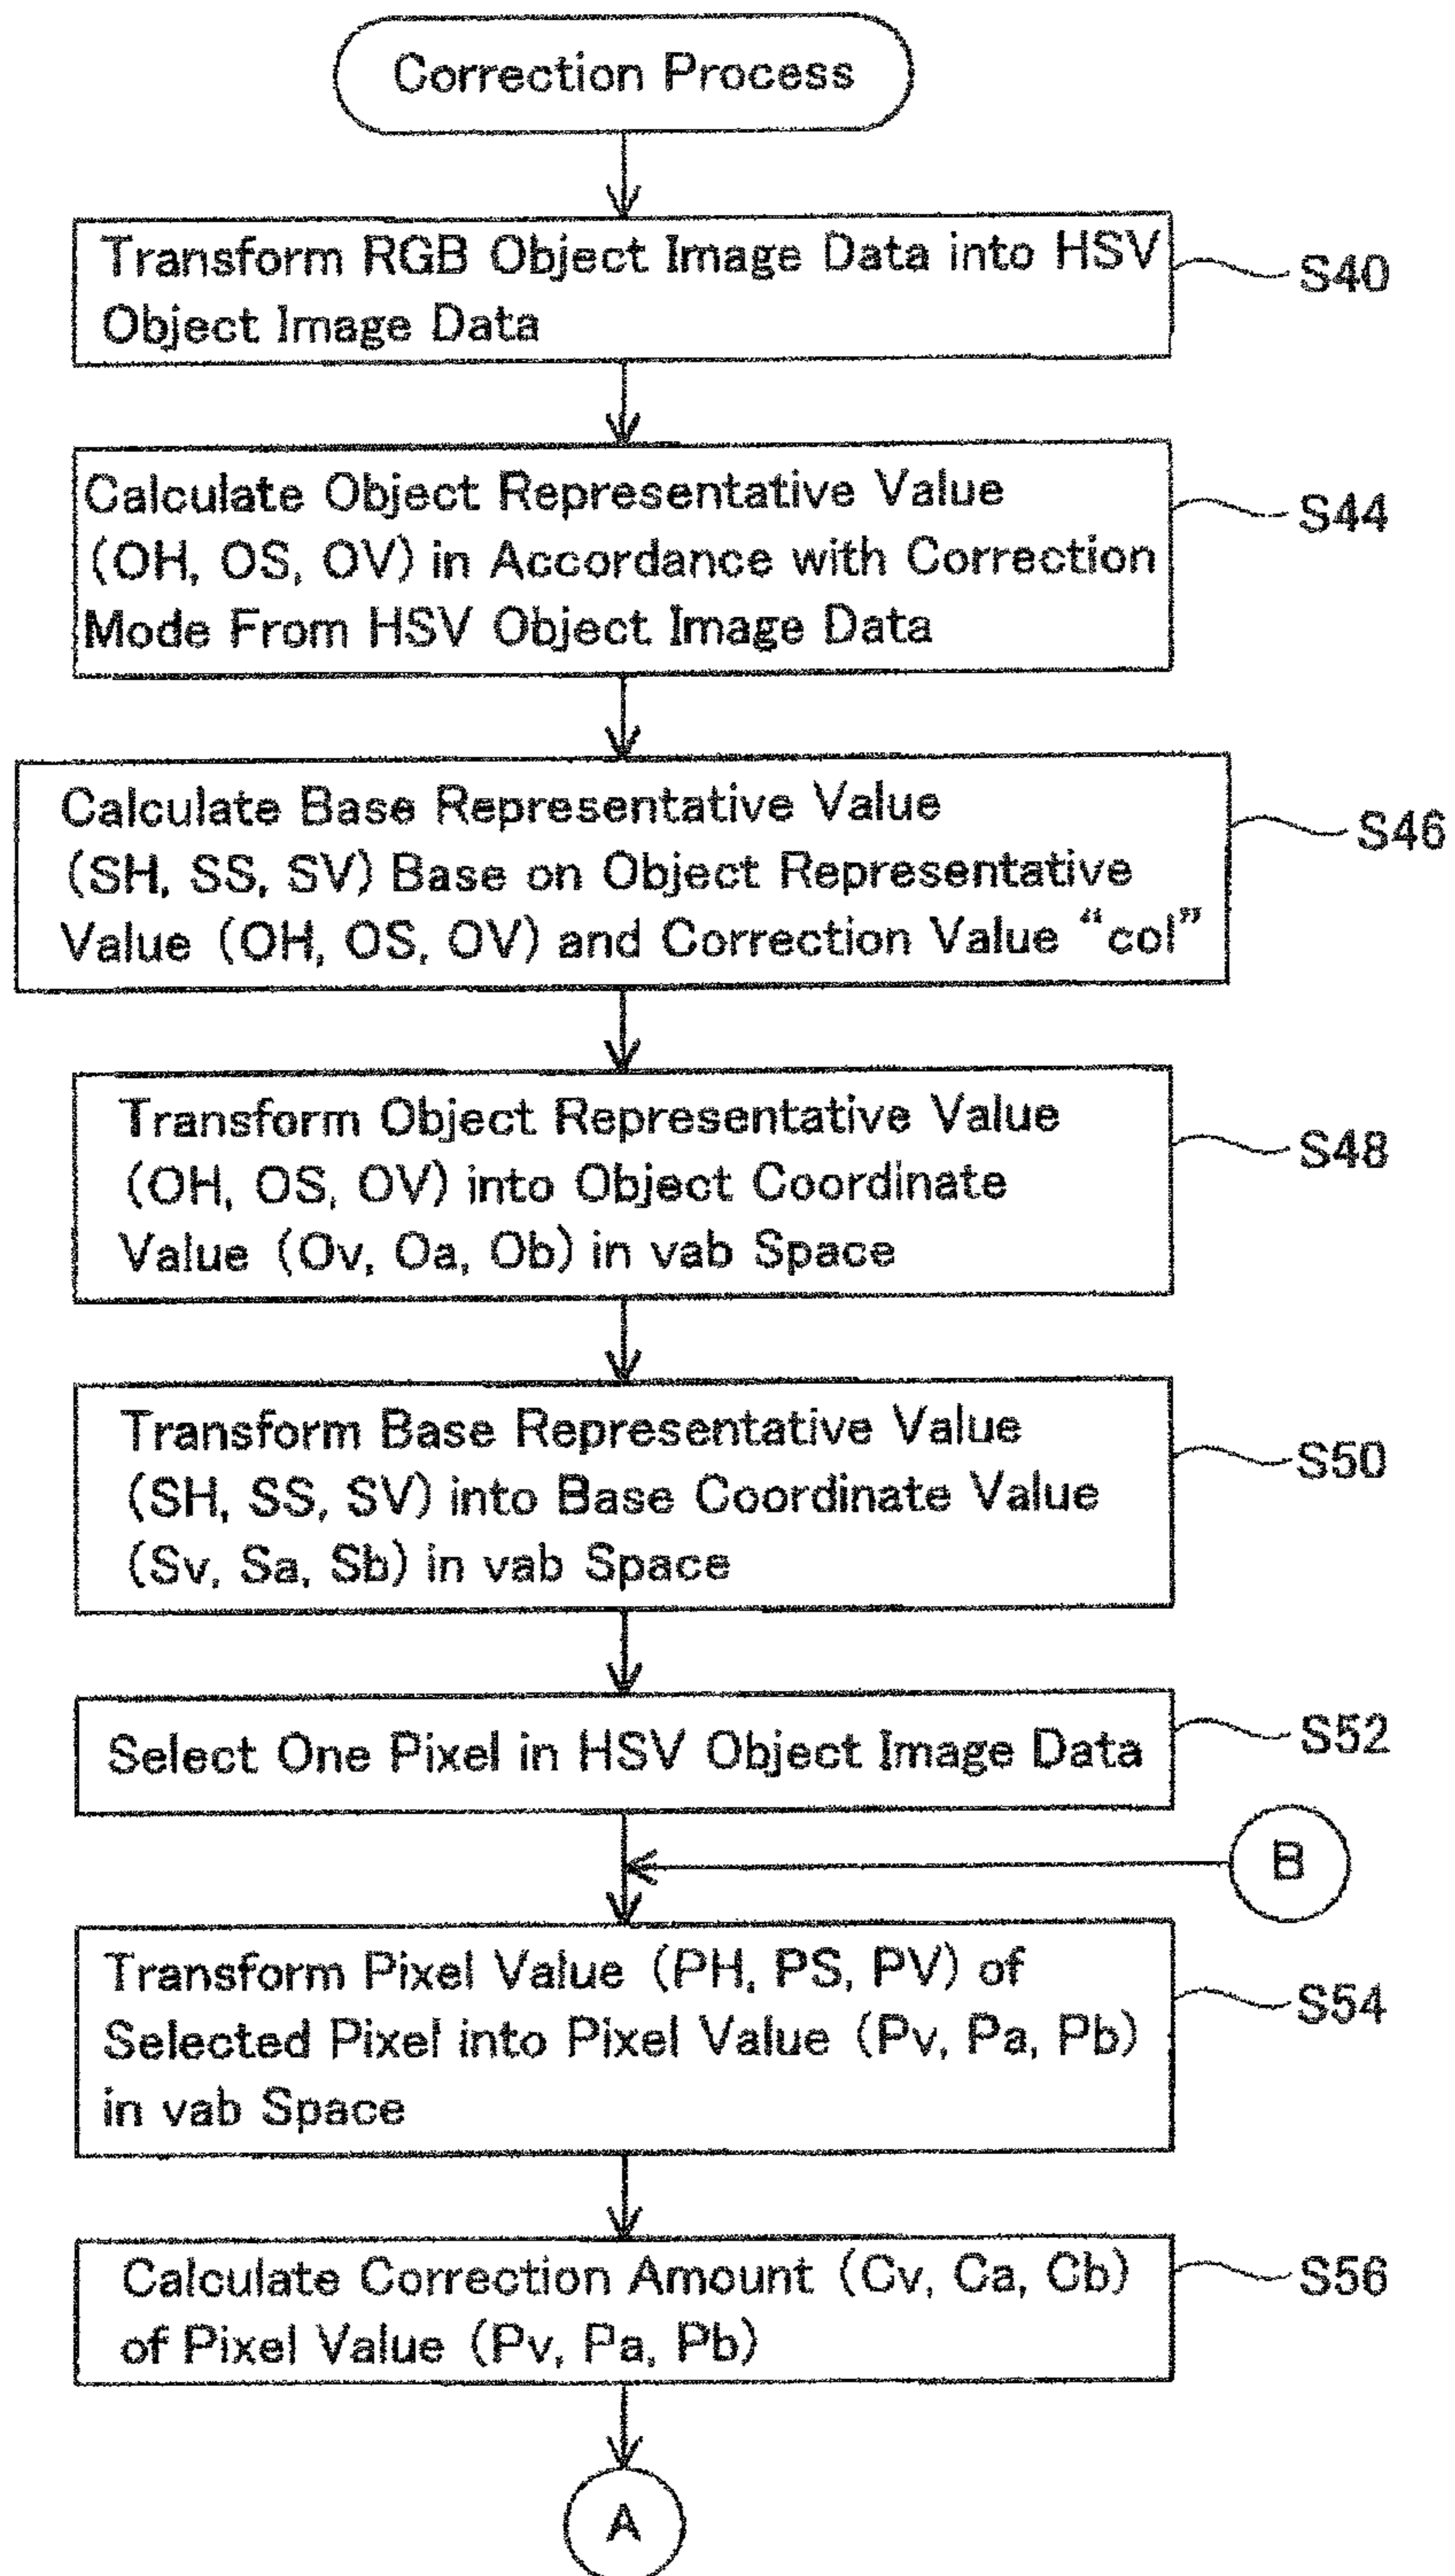 Correction Process
Transform RGB Object Image Data into HSV
Object Image Data
S40
Calculate Object Representative Value
(OH, OS, OV) in Accordance with Correction
Mode From HSV Object Image Data
S44
Calculate Base Representative Value
(SH, SS, SV) Base on Object Representative
Value (OH, OS, OV) and Correction Value “col”
S46
Transform Object Representative Value
(OH, OS, OV) into Object Coordinate
Value (Ov, Oa, Ob) in vab Space
S48
Transform Base Representative Value
(SH, SS, SV) into Base Coordinate Value
(Sv, Sa, Sb) in vab Space
S50
Select One Pixel in HSV Object Image Data
S52
B
Transform Pixel Value (PH, PS, PV) of
Selected Pixel into Pixel Value (Pv, Pa, Pb)
in vab Space
S54
Calculate Correction Amount (Cv, Ca, Cb)
of Pixel Value (Pv, Pa, Pb)
S56
A